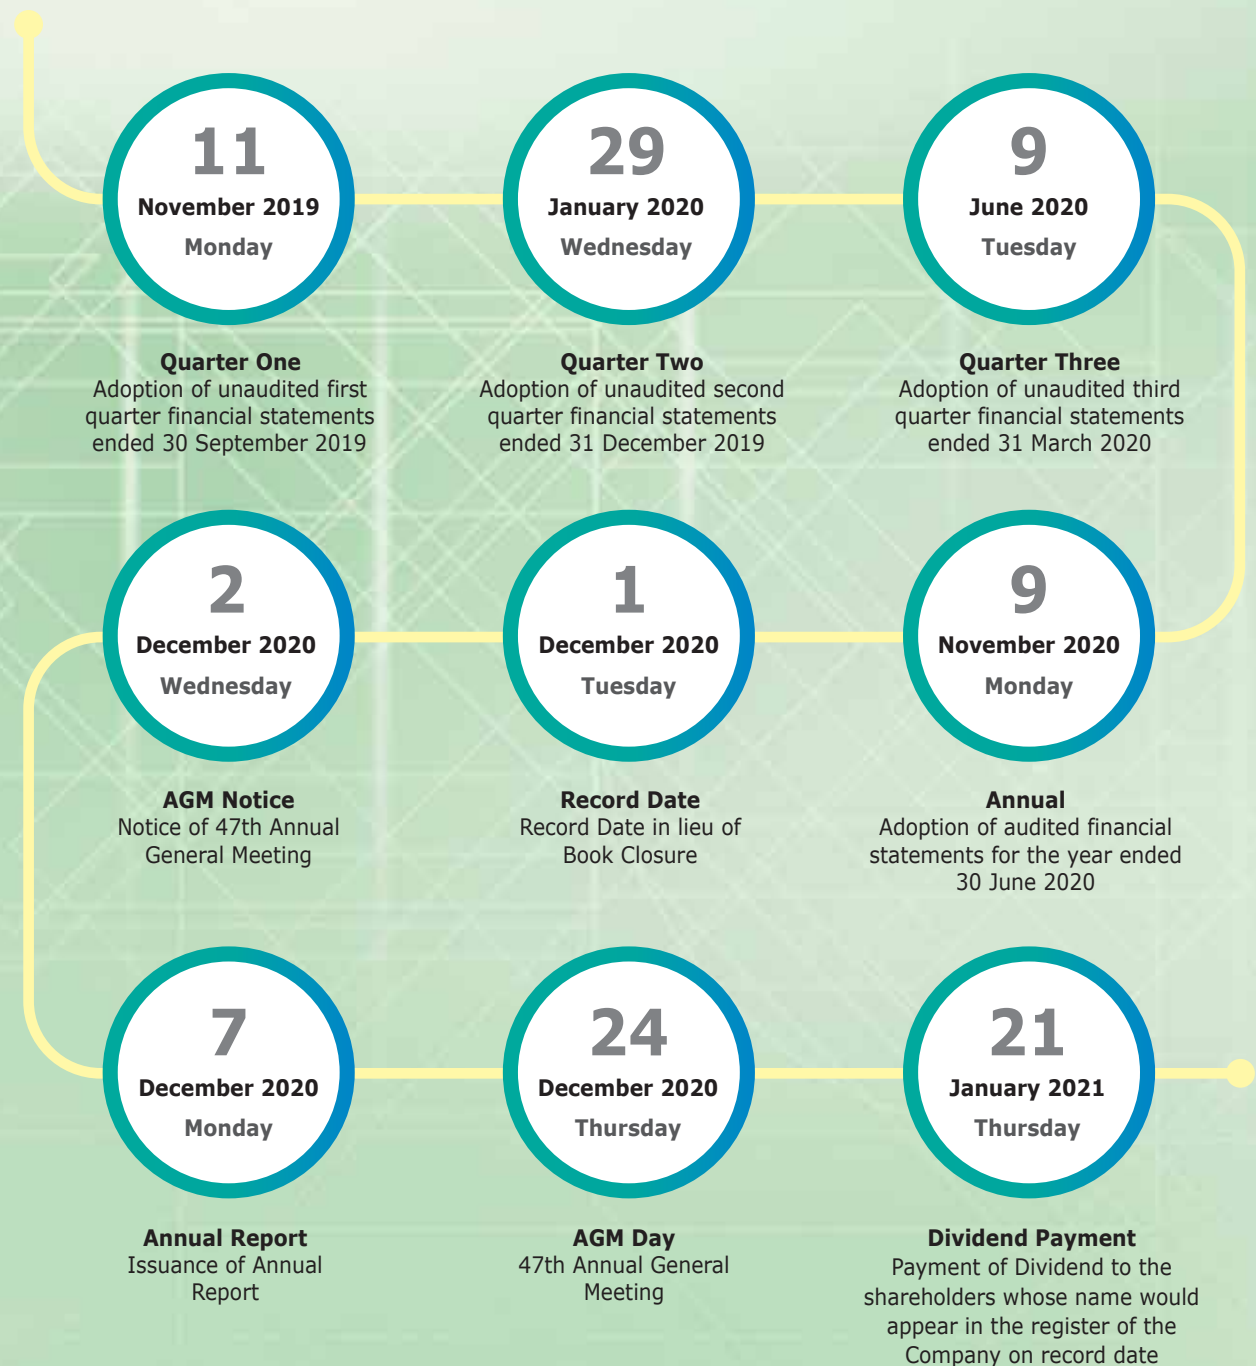 11
November 2019
Monday
Quarter One
Adoption of unaudited first
quarter financial statements
ended 30 September 2019
29
January 2020
Wednesday
Quarter Two
Adoption of unaudited second
quarter financial statements
ended 31 December 2019
9
June 2020
Tuesday
Quarter Three
Adoption of unaudited third
quarter financial statements
ended 31 March 2020
9
November 2020
Monday
Annual
Adoption of audited financial
statements for the year ended
30 June 2020
1
December 2020
Tuesday
Record Date
Record Date in lieu of
Book Closure
2
December 2020
Wednesday
AGM Notice
Notice of 47th Annual
General Meeting
7
December 2020
Monday
Annual Report
Issuance of Annual
Report
24
December 2020
Thursday
AGM Day
47th Annual General
Meeting
21
January 2021
Thursday
Dividend Payment
Payment of Dividend to the
shareholders whose name would
appear in the register of the
Company on record date